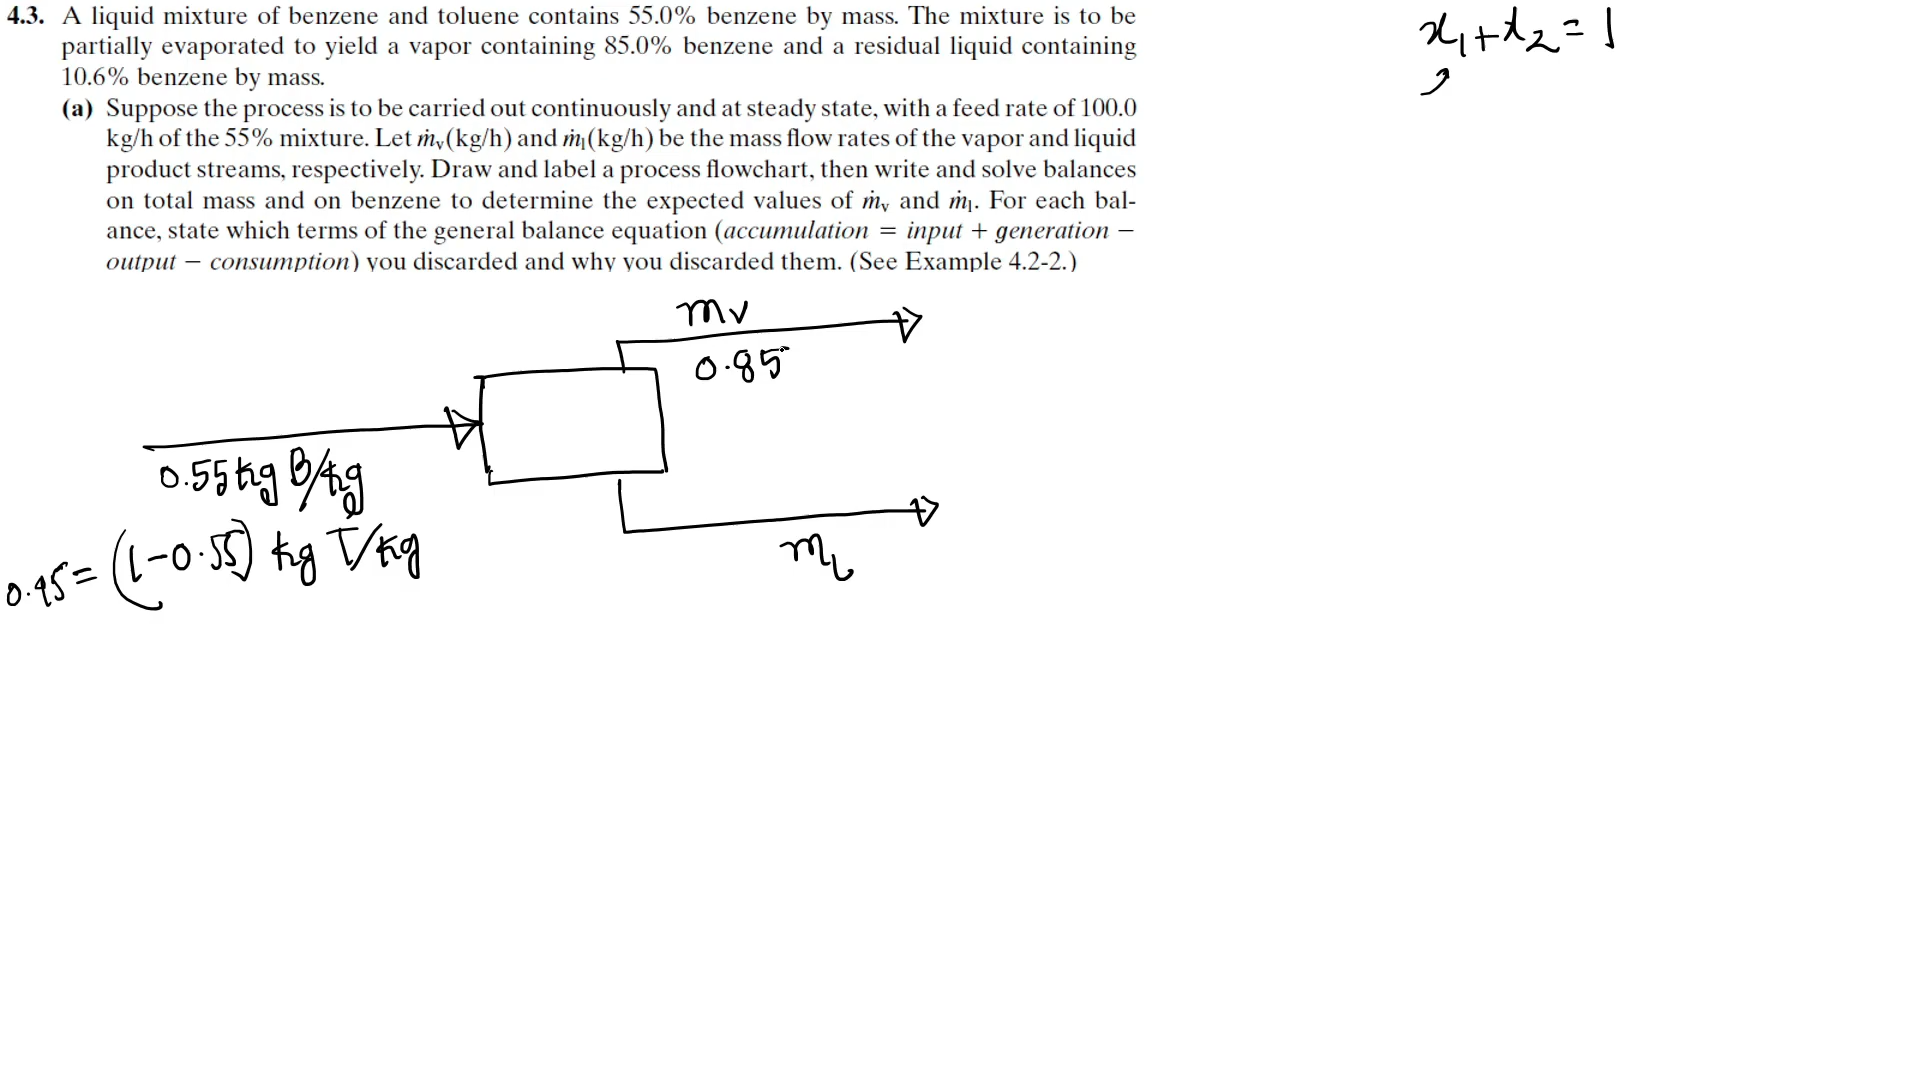 4.3. A liquid mixture of benzene and toluene contains 55.0% benzene by mass. The mixture is to be
partially evaporated to yield a vapor containing 85.0% benzene and a residual liquid containing
10.6% benzene by mass.
(a) Suppose the process is to be carried out continuously and at steady state, with a feed rate of 100.0
kg/h of the 55% mixture. Let ṁv(kg/h) and ṁl(kg/h) be the mass flow rates of the vapor and liquid
product streams, respectively. Draw and label a process flowchart, then write and solve balances
on total mass and on benzene to determine the expected values of ṁv and ṁl. For each bal-
ance, state which terms of the general balance equation (accumulation = input + generation −
output − consumption) you discarded and why you discarded them. (See Example 4.2-2.)
x1+x2=1
mv
0.85
0.55 kg B/kg
0.45 = (1-0.55) kg T/kg
mL